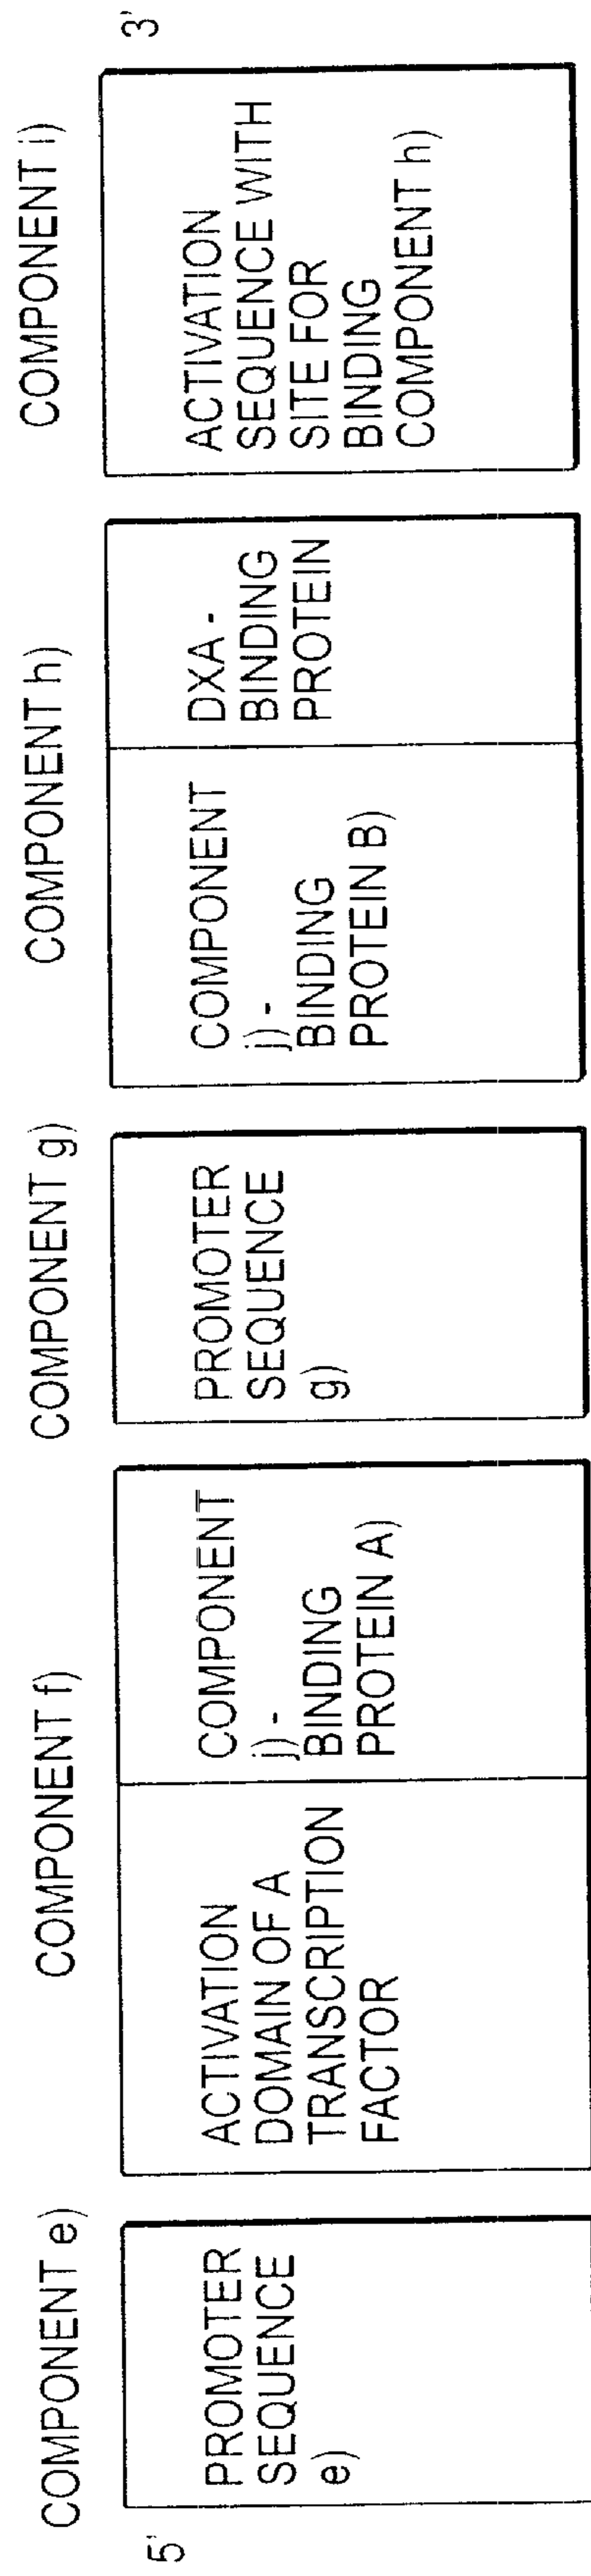 5'
COMPONENT e)
PROMOTER
SEQUENCE
e)
COMPONENT f)
ACTIVATION
DOMAIN OF A
TRANSCRIPTION
FACTOR
COMPONENT
j) -
BINDING
PROTEIN A)
COMPONENT g)
PROMOTER
SEQUENCE
g)
COMPONENT h)
COMPONENT
j) -
BINDING
PROTEIN B)
DXA -
BINDING
PROTEIN
COMPONENT i)
ACTIVATION
SEQUENCE WITH
SITE FOR
BINDING
COMPONENT h)
3'